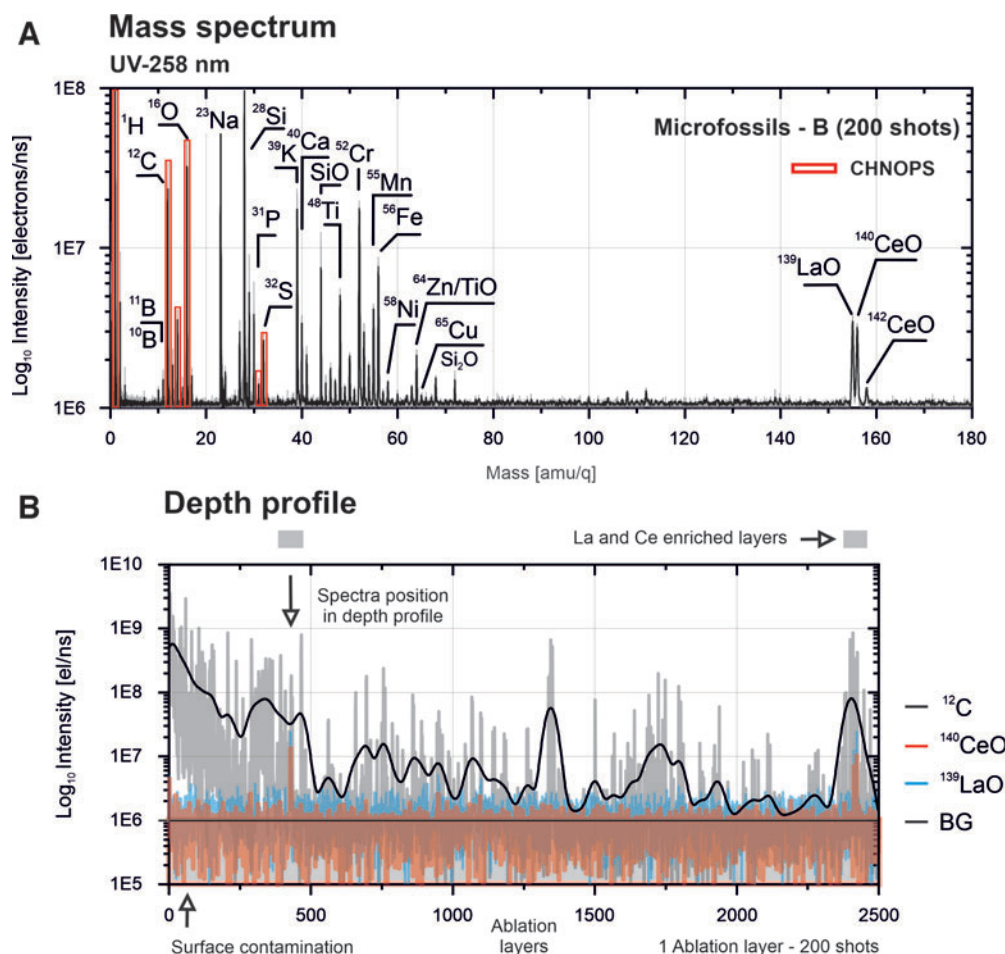 A Mass spectrum
UV-258 nm
1E8
1E7
1E6
Log₁₀ Intensity [electrons/ns]
¹H
¹²C
¹⁶O
²³Na
²⁸Si
³⁹K
⁴⁰Ca
SiO
⁵²Cr
⁵⁵Mn
⁵⁶Fe
⁴⁸Ti
³¹P
³²S
¹¹B
¹⁰B
⁵⁸Ni
⁶⁴Zn/TiO
⁶⁵Cu
Si₂O
Microfossils - B (200 shots)
CHNOPS
¹³⁹LaO
¹⁴⁰CeO
¹⁴²CeO
0 20 40 60 80 100 120 140 160 180
Mass [amu/q]
B Depth profile
La and Ce enriched layers
1E10
1E9
1E8
1E7
1E6
1E5
Log₁₀ Intensity [el/ns]
Spectra position
in depth profile
¹²C
¹⁴⁰CeO
¹³⁹LaO
BG
0 500 1000 1500 2000 2500
Surface contamination
Ablation
layers
1 Ablation layer - 200 shots